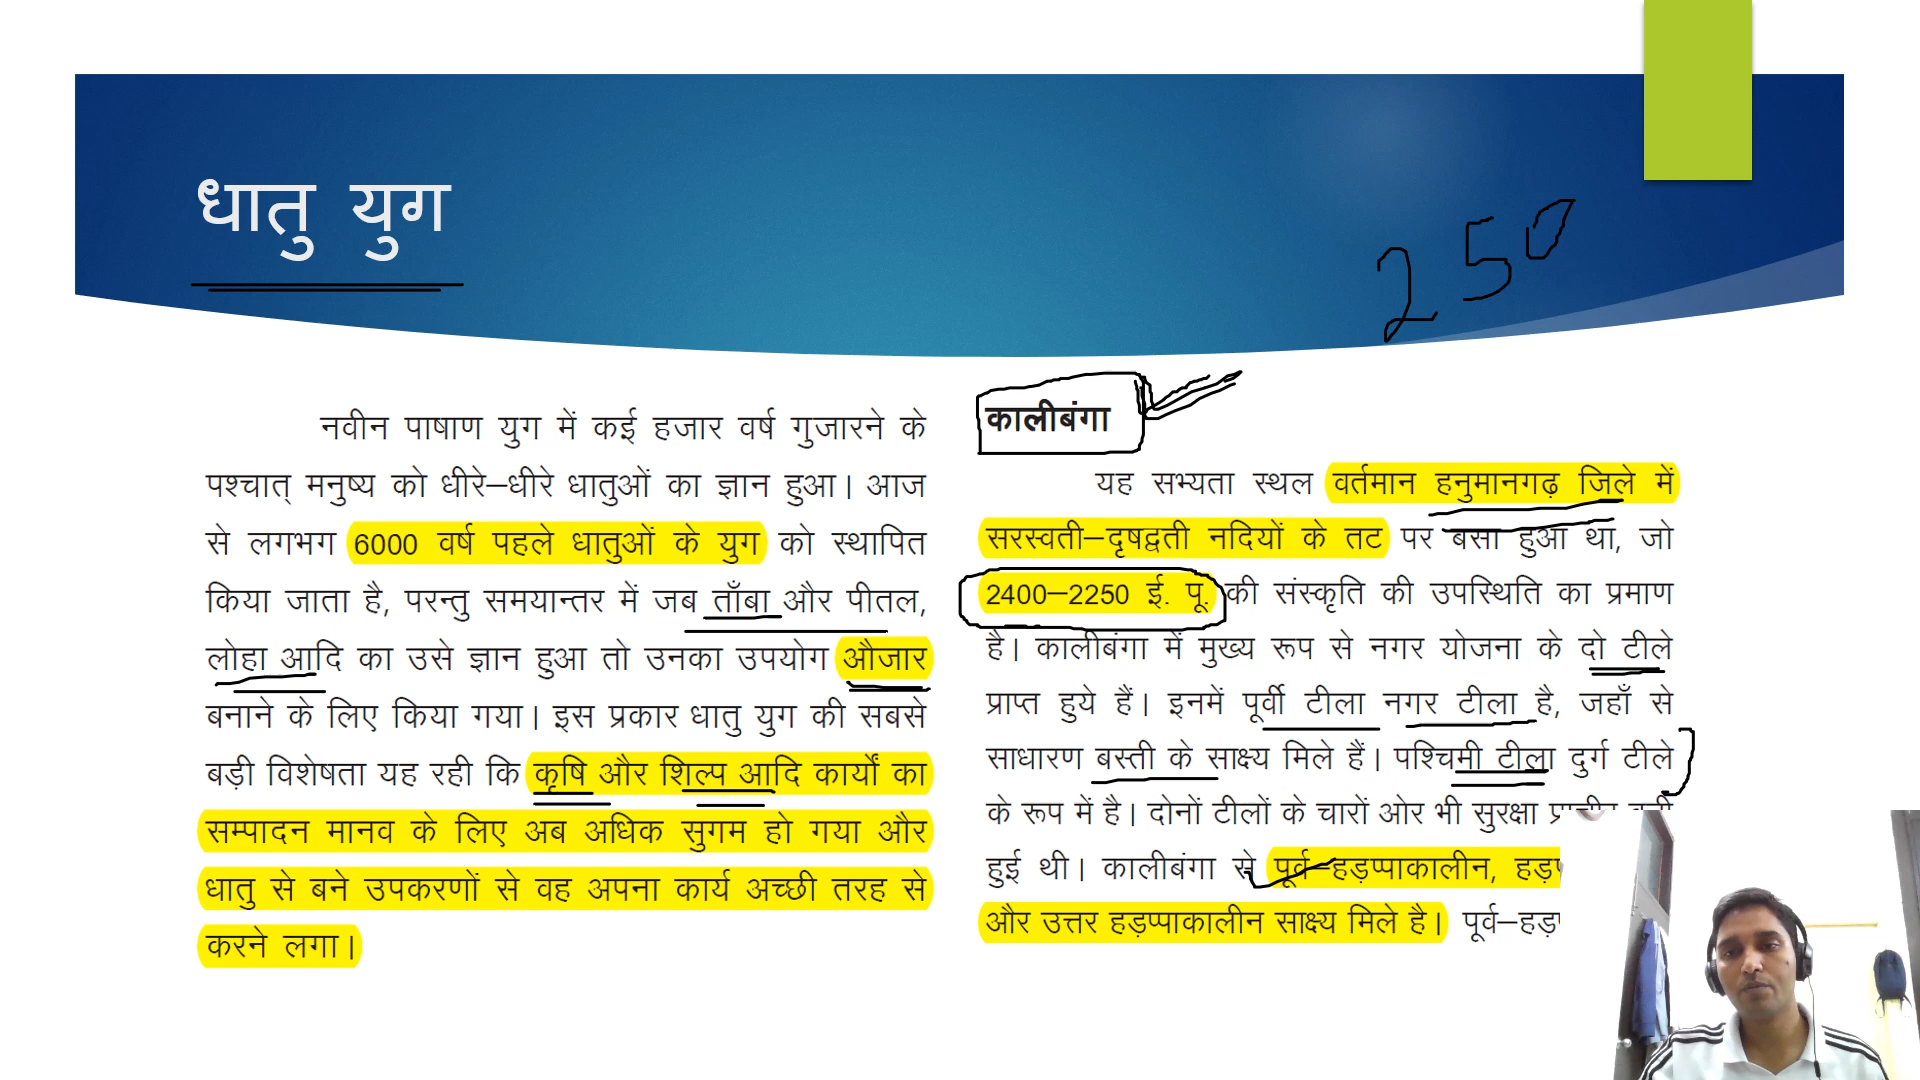 धातु युग
250
नवीन पाषाण युग में कई हजार वर्ष गुजारने के
पश्चात् मनुष्य को धीरे–धीरे धातुओं का ज्ञान हुआ। आज
से लगभग 6000 वर्ष पहले धातुओं के युग को स्थापित
किया जाता है, परन्तु समयान्तर में जब ताँबा और पीतल,
लोहा आदि का उसे ज्ञान हुआ तो उनका उपयोग औजार
बनाने के लिए किया गया। इस प्रकार धातु युग की सबसे
बड़ी विशेषता यह रही कि कृषि और शिल्प आदि कार्यों का
सम्पादन मानव के लिए अब अधिक सुगम हो गया और
धातु से बने उपकरणों से वह अपना कार्य अच्छी तरह से
करने लगा।
कालीबंगा
यह सभ्यता स्थल वर्तमान हनुमानगढ़ जिले में
सरस्वती–दृषद्वती नदियों के तट पर बसा हुआ था, जो
2400–2250 ई. पू. की संस्कृति की उपस्थिति का प्रमाण
है। कालीबंगा में मुख्य रूप से नगर योजना के दो टीले
प्राप्त हुये हैं। इनमें पूर्वी टीला नगर टीला है, जहाँ से
साधारण बस्ती के साक्ष्य मिले हैं। पश्चिमी टीला दुर्ग टीले
के रूप में है। दोनों टीलों के चारों ओर भी सुरक्षा
हुई थी। कालीबंगा से पूर्व–हड़प्पाकालीन,
और उत्तर हड़प्पाकालीन साक्ष्य मिले है।